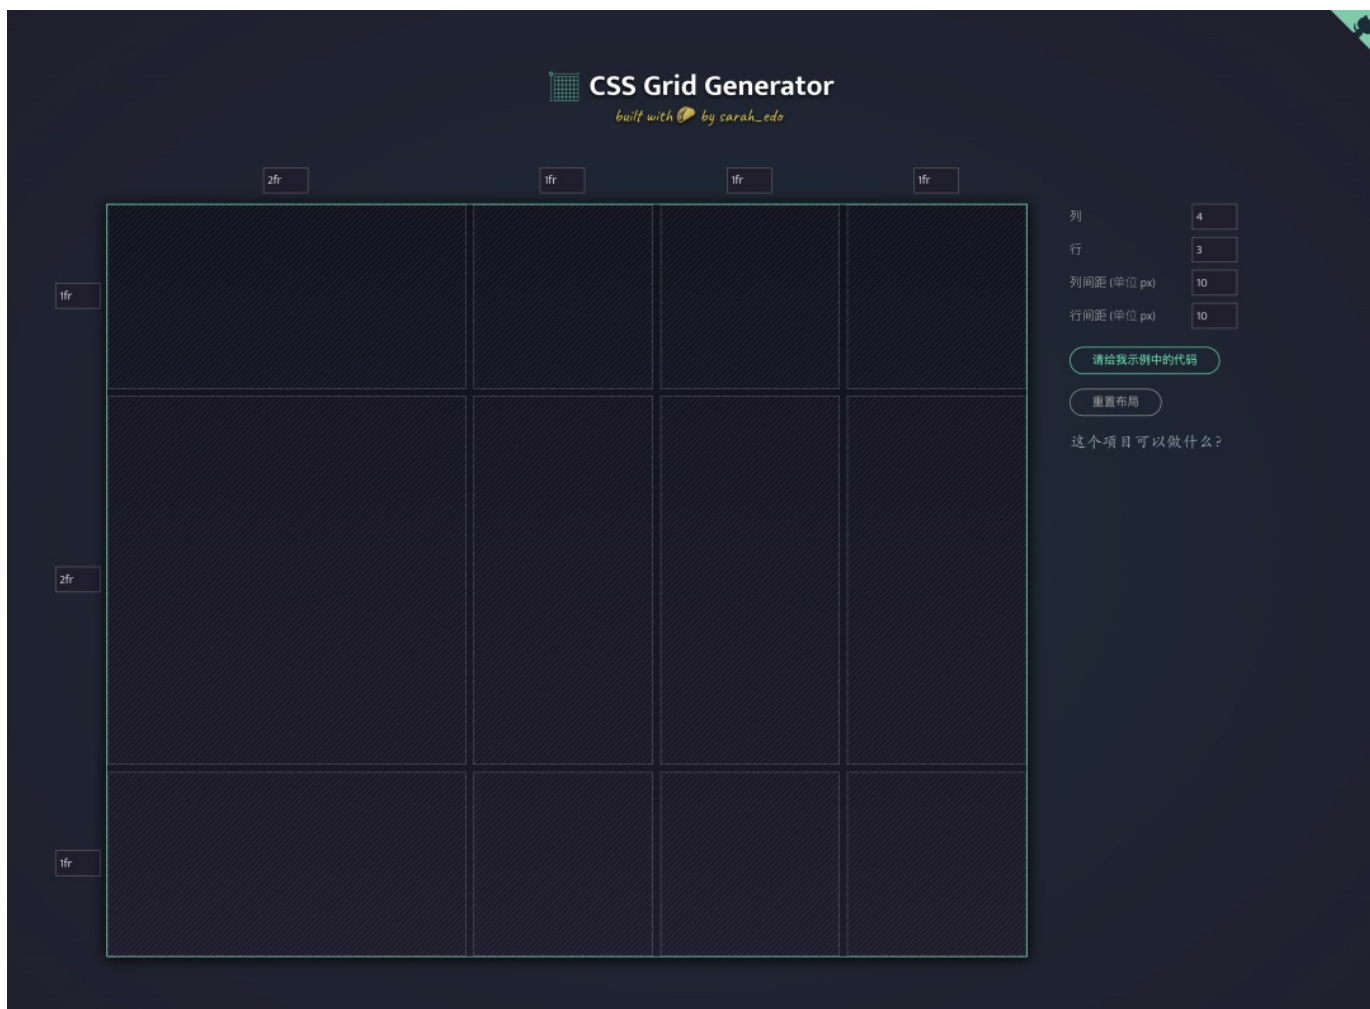 CSS Grid Generator
built with by sarah_edo
2fr 1fr 1fr 1fr
列 4
行 3
列间距 (单位 px) 10
1fr
行间距 (单位 px) 10
请给我示例中的代码
重置布局
这个项目可以做什么?
2fr
1fr